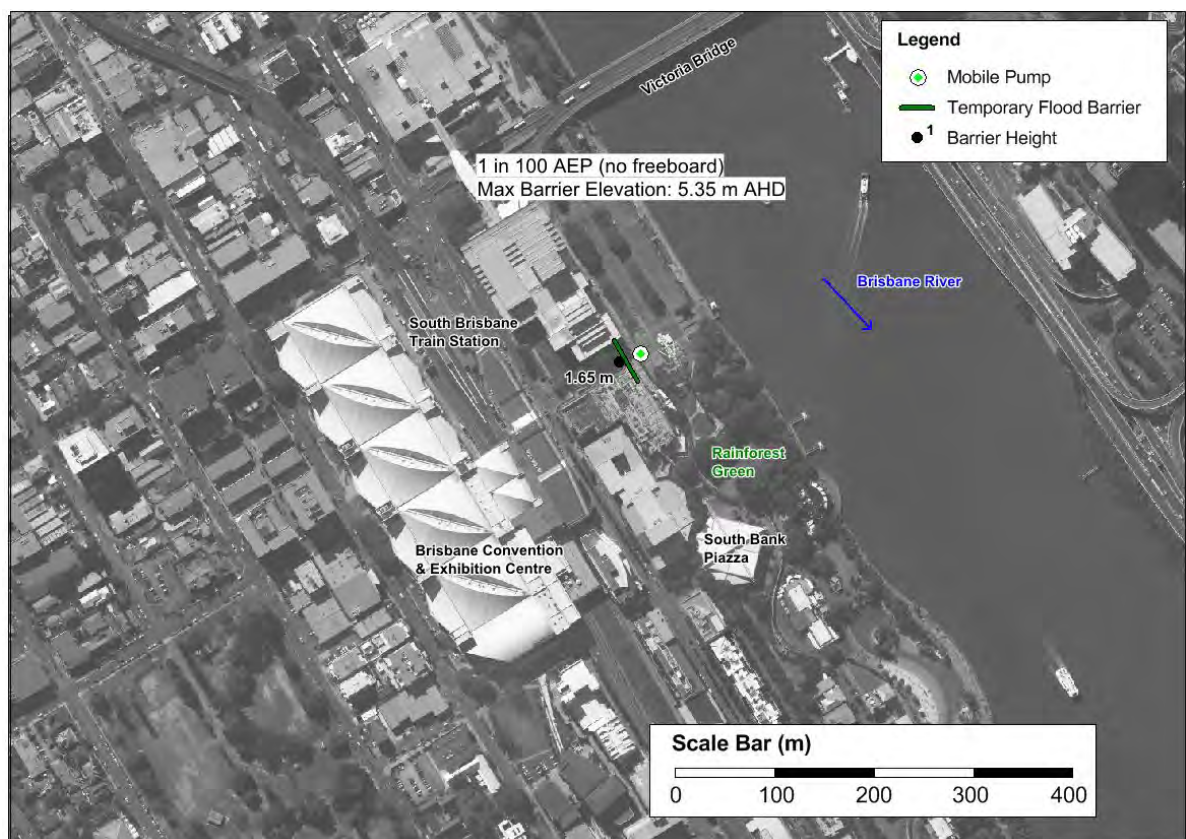 Legend
Mobile Pump
Temporary Flood Barrier
1
Barrier Height
Victoria Bridge
1 in 100 AEP (no freeboard)
Max Barrier Elevation: 5.35 m AHD
Brisbane River
South Brisbane
Train Station
1.65 m
Rainforest
Green
South Bank
Piazza
Brisbane Convention
& Exhibition Centre
Scale Bar (m)
0 100 200 300 400